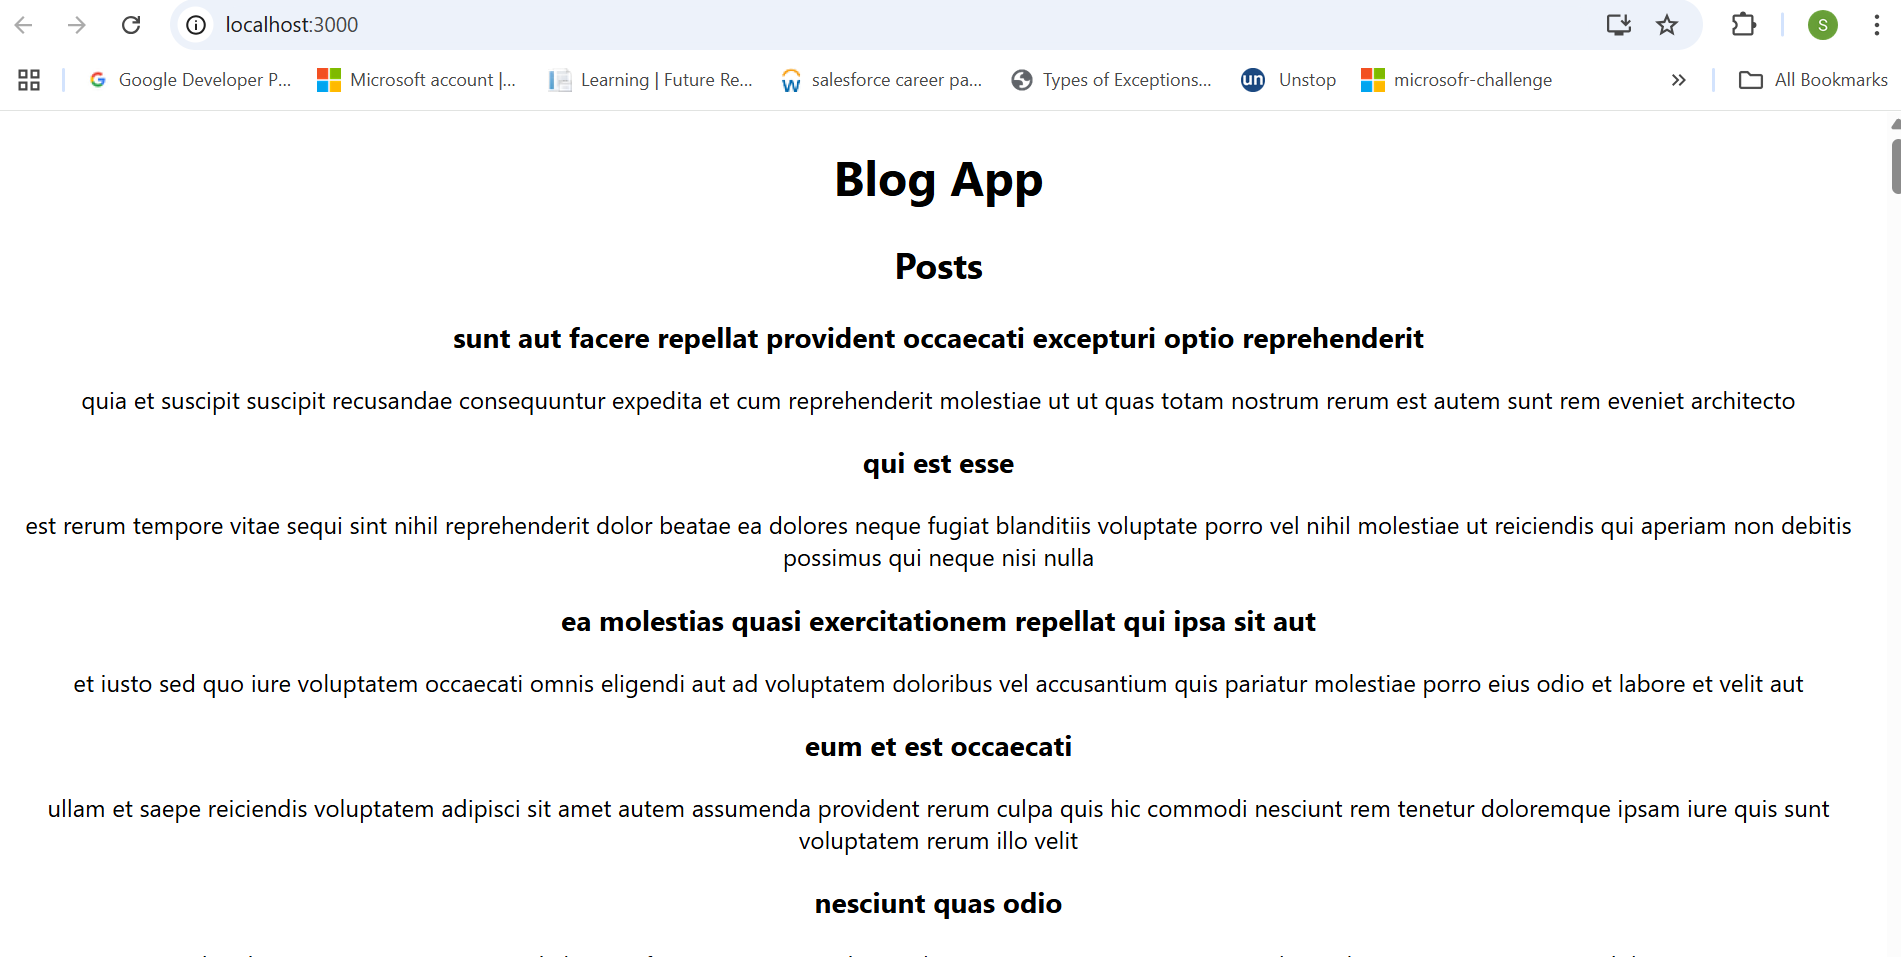 localhost:3000
S
Google Developer P... Microsoft account |... Learning | Future Re... salesforce career pa... Types of Exceptions... un Unstop microsofr-challenge » All Bookmarks
Blog App
Posts
sunt aut facere repellat provident occaecati excepturi optio reprehenderit
quia et suscipit suscipit recusandae consequuntur expedita et cum reprehenderit molestiae ut ut quas totam nostrum rerum est autem sunt rem eveniet architecto
qui est esse
est rerum tempore vitae sequi sint nihil reprehenderit dolor beatae ea dolores neque fugiat blanditiis voluptate porro vel nihil molestiae ut reiciendis qui aperiam non debitis
possimus qui neque nisi nulla
ea molestias quasi exercitationem repellat qui ipsa sit aut
et iusto sed quo iure voluptatem occaecati omnis eligendi aut ad voluptatem doloribus vel accusantium quis pariatur molestiae porro eius odio et labore et velit aut
eum et est occaecati
ullam et saepe reiciendis voluptatem adipisci sit amet autem assumenda provident rerum culpa quis hic commodi nesciunt rem tenetur doloremque ipsam iure quis sunt
voluptatem rerum illo velit
nesciunt quas odio